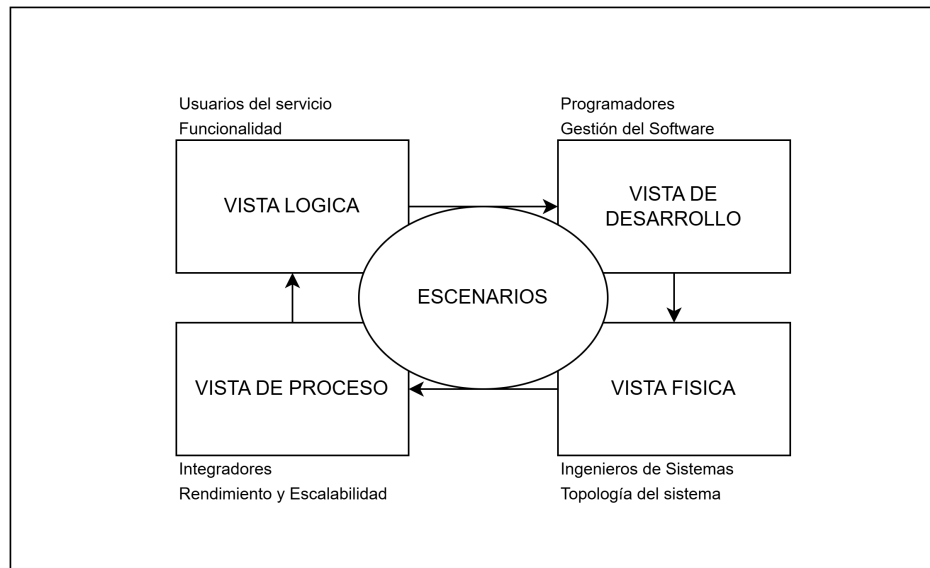 Usuarios del servicio
Funcionalidad
VISTA LOGICA
Programadores
Gestión del Software
VISTA DE
DESARROLLO
ESCENARIOS
VISTA DE PROCESO
Integradores
Rendimiento y Escalabilidad
VISTA FISICA
Ingenieros de Sistemas
Topología del sistema